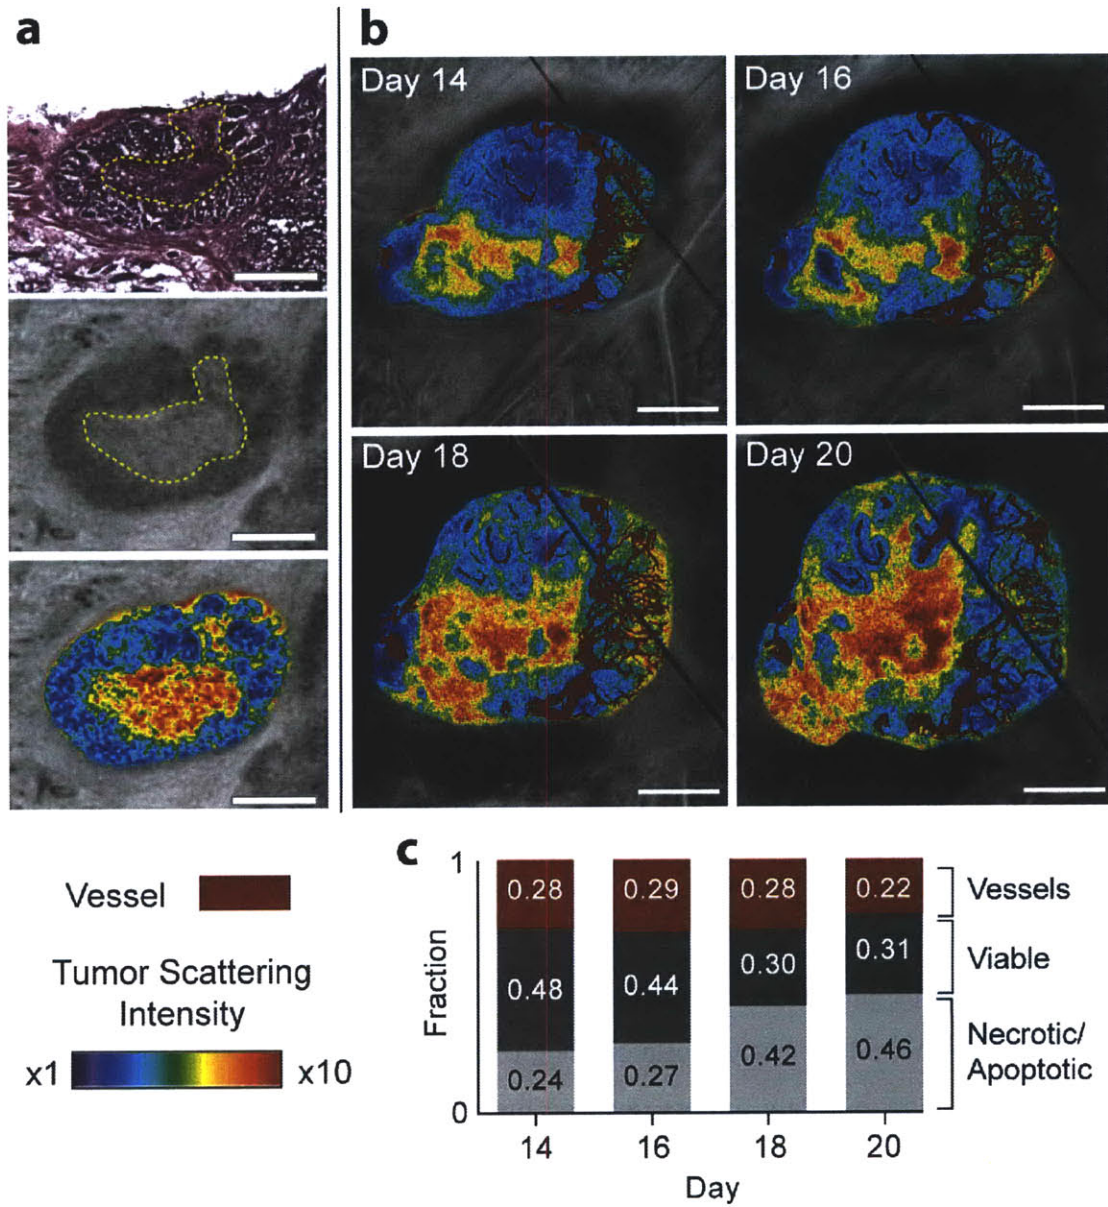 a
b
Day 14
Day 16
Day 18
Day 20
Vessel
Tumor Scattering
Intensity
x1
x10
c
1
Fraction
0
0.28
0.29
0.28
0.22
0.48
0.44
0.30
0.31
0.24
0.27
0.42
0.46
Vessels
Viable
Necrotic/
Apoptotic
14
16
18
20
Day